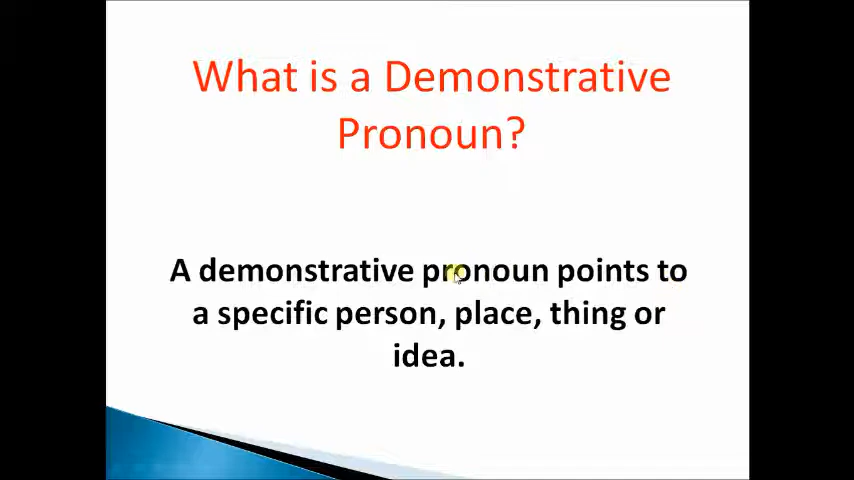 What is a Demonstrative
Pronoun?
A demonstrative pronoun points to
a specific person, place, thing or
idea.